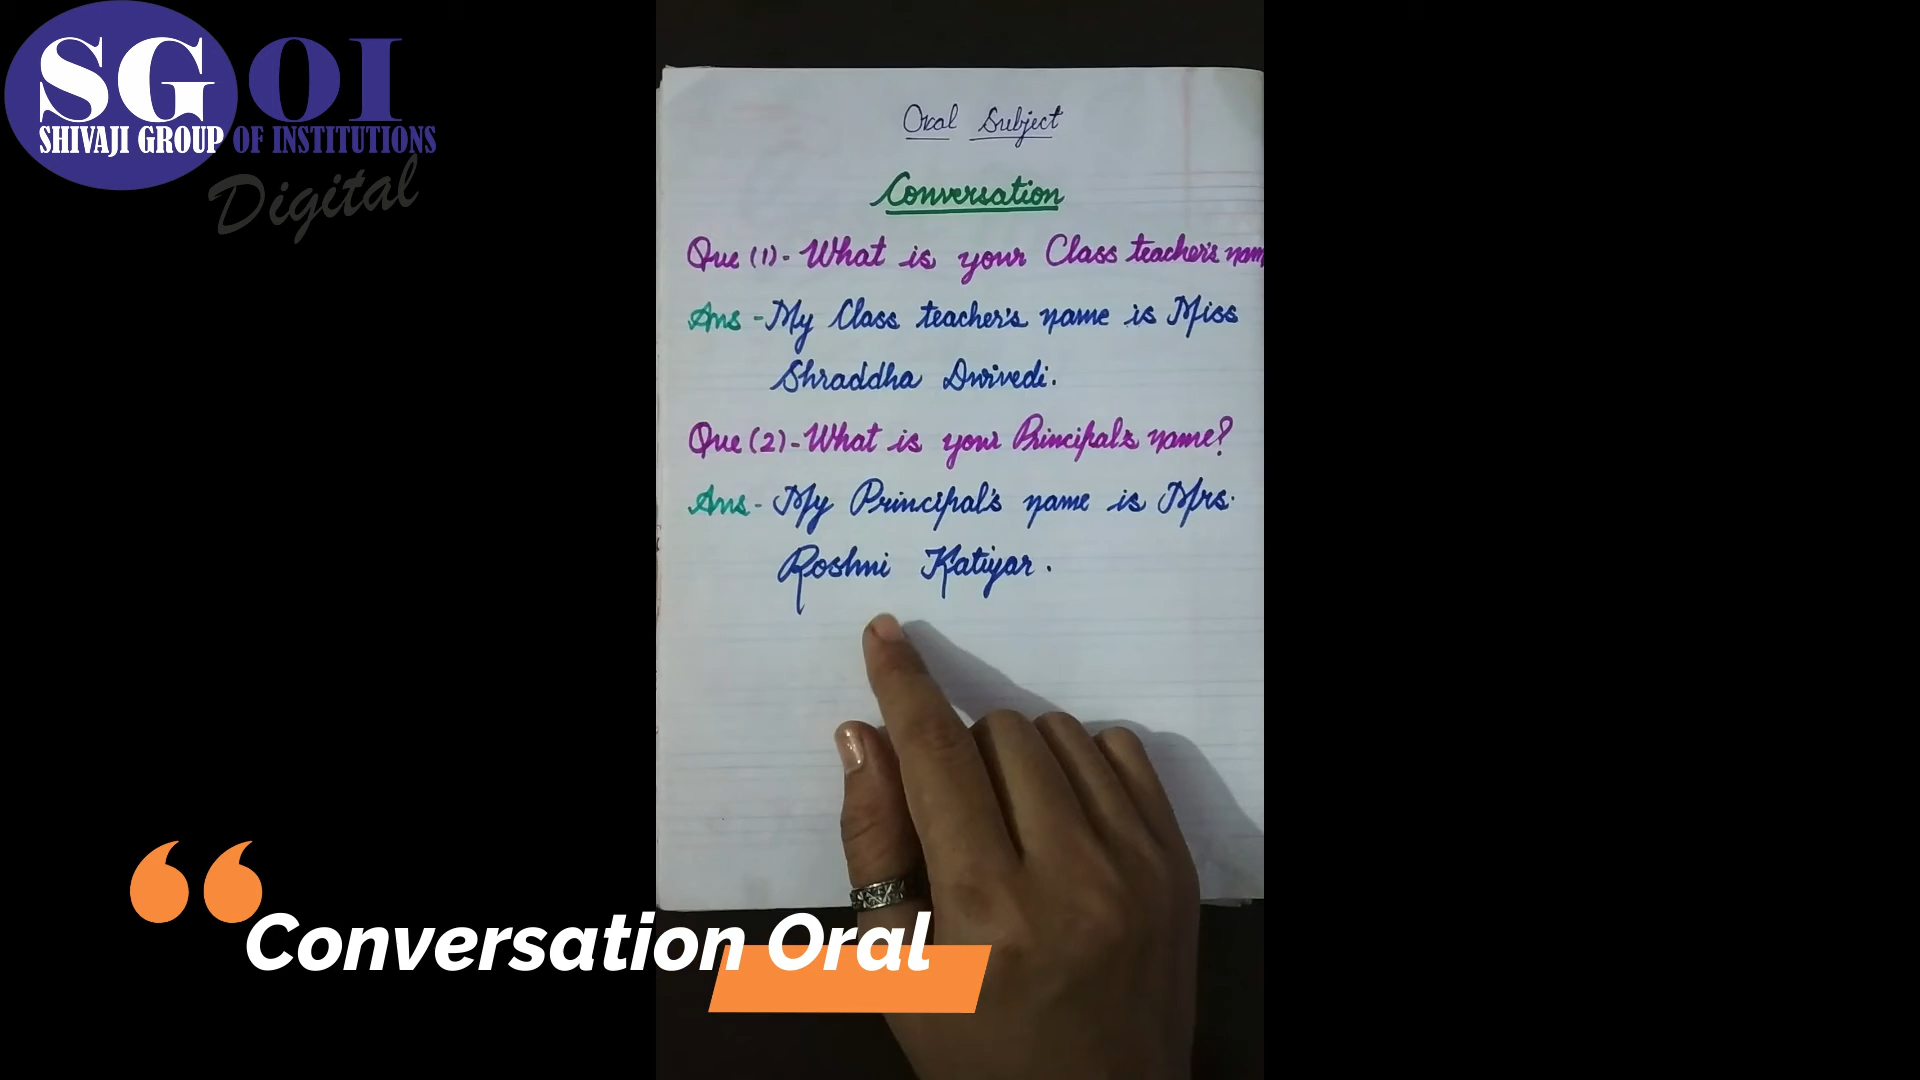 SGOI
SHIVAJI GROUP OF INSTITUTIONS
Digital
Oral Subject
Conversation
Que (1)- What is your Class teacher's nam
Ans - My Class teacher's name is Miss
Shraddha Dwivedi.
Que (2)- What is your Principal's name?
Ans- My Principal's name is Mrs.
Roshni Katiyar.
“Conversation Oral